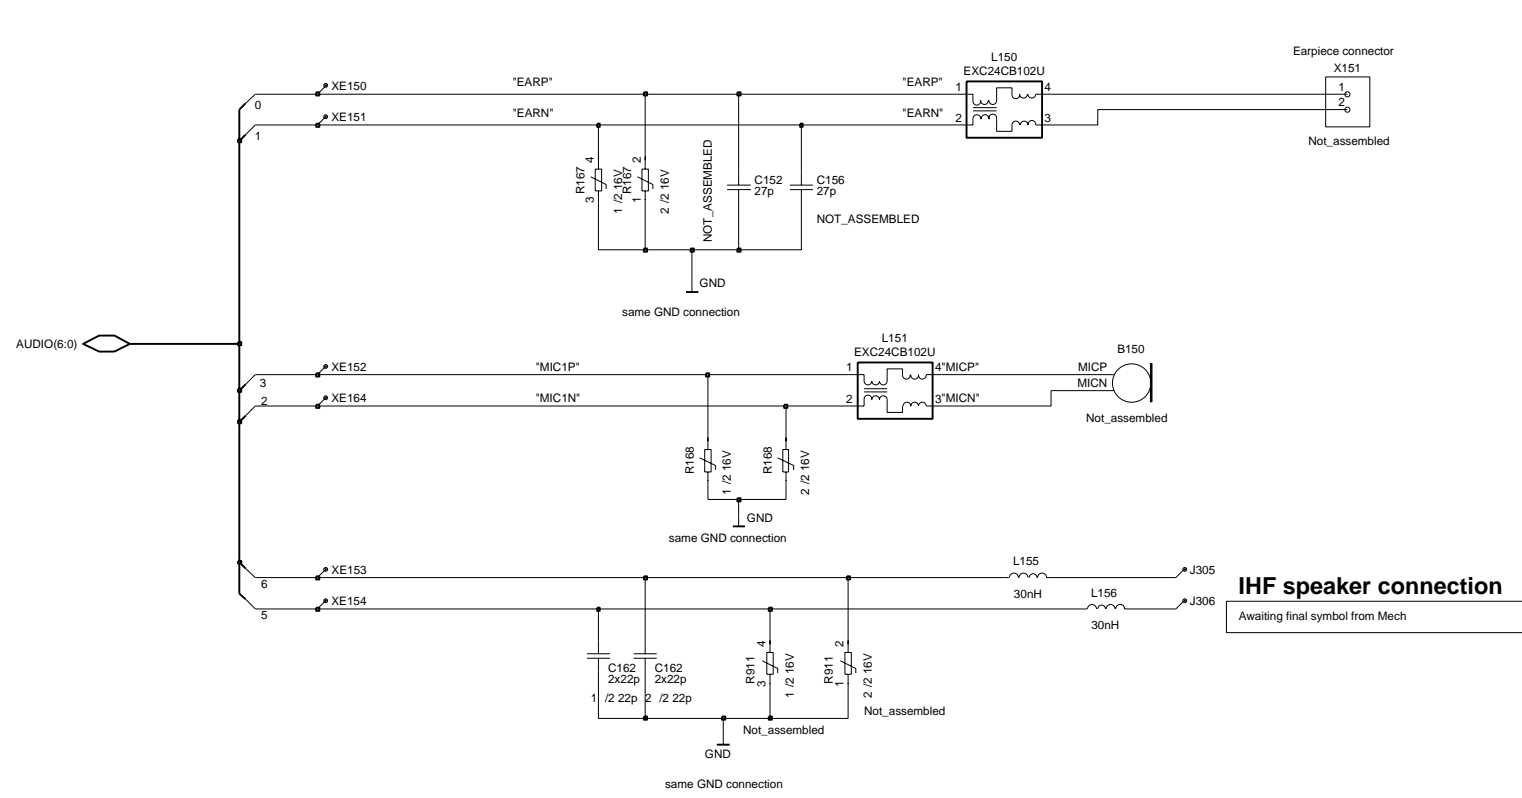 Earpiece connector
L150
EXC24CB102U
X151
XE150
"EARP"
"EARP"
1
4
1
0
2
XE151
"EARN"
"EARN"
2
3
1
Not_assembled
R167
4
3
1 /2 16V
R167
2
1
2 /2 16V
NOT_ASSEMBLED
C152
27p
C156
27p
NOT_ASSEMBLED
GND
same GND connection
AUDIO(6:0)
L151
EXC24CB102U
B150
XE152
"MIC1P"
1
4"MICP"
MICP
3
MICN
XE164
"MIC1N"
2
3"MICN"
2
Not_assembled
R168
1 /2 16V
R168
2 /2 16V
GND
same GND connection
XE153
6
L155
30nH
J305
IHF speaker connection
XE154
5
L156
30nH
J306
Awaiting final symbol from Mech
C162
2x22p
1 /2 22p
C162
2x22p
2 /2 22p
R911
4
3
1 /2 16V
R911
2
1
2 /2 16V
Not_assembled
Not_assembled
GND
same GND connection